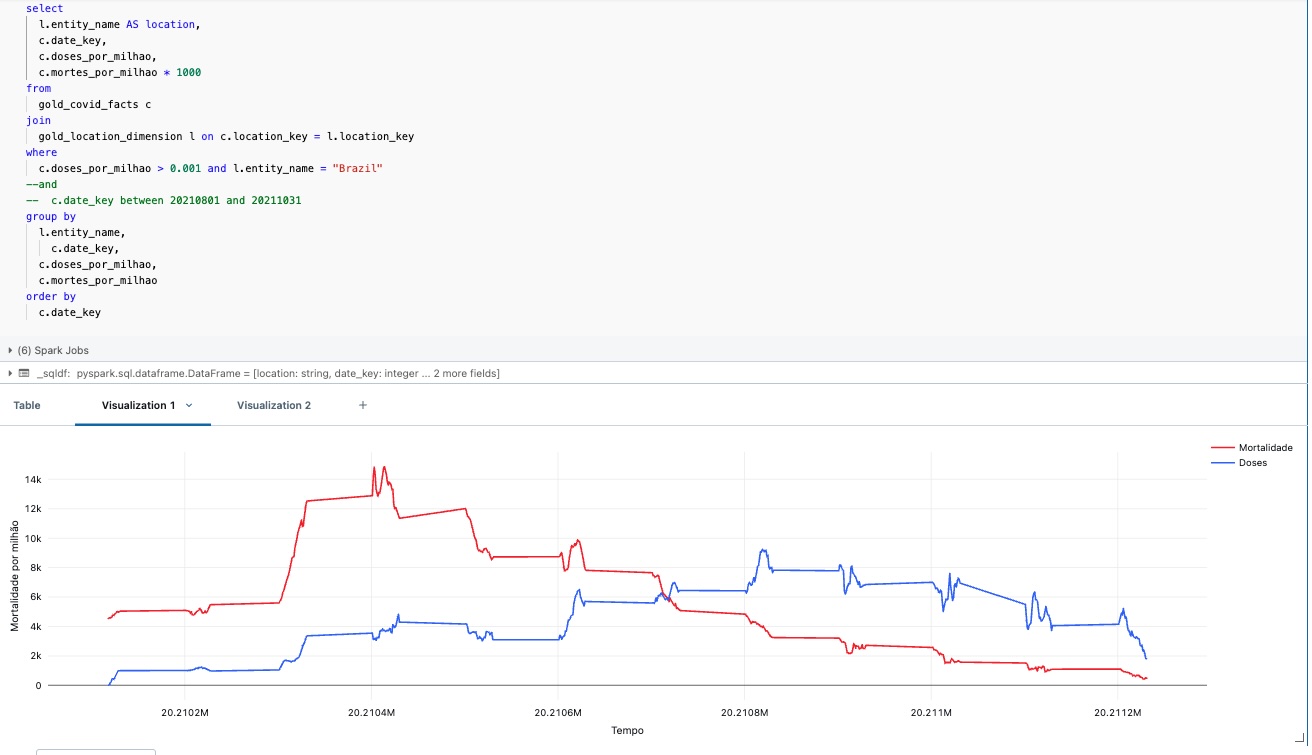 select
l.entity_name AS location,
c.date_key,
c.doses_por_milhao,
c.mortes_por_milhao * 1000
from
gold_covid_facts c
join
gold_location_dimension l on c.location_key = l.location_key
where
c.doses_por_milhao > 0.001 and l.entity_name = "Brazil"
--and
-- c.date_key between 20210801 and 20211031
group by
l.entity_name,
c.date_key,
c.doses_por_milhao,
c.mortes_por_milhao
order by
c.date_key
(6) Spark Jobs
_sqldf: pyspark.sql.dataframe.DataFrame = [location: string, date_key: integer ... 2 more fields]
Table Visualization 1 Visualization 2 +
Mortalidade
Doses
Mortalidade por milhão
14k
12k
10k
8k
6k
4k
2k
0
20.2102M 20.2104M 20.2106M 20.2108M 20.211M 20.2112M
Tempo